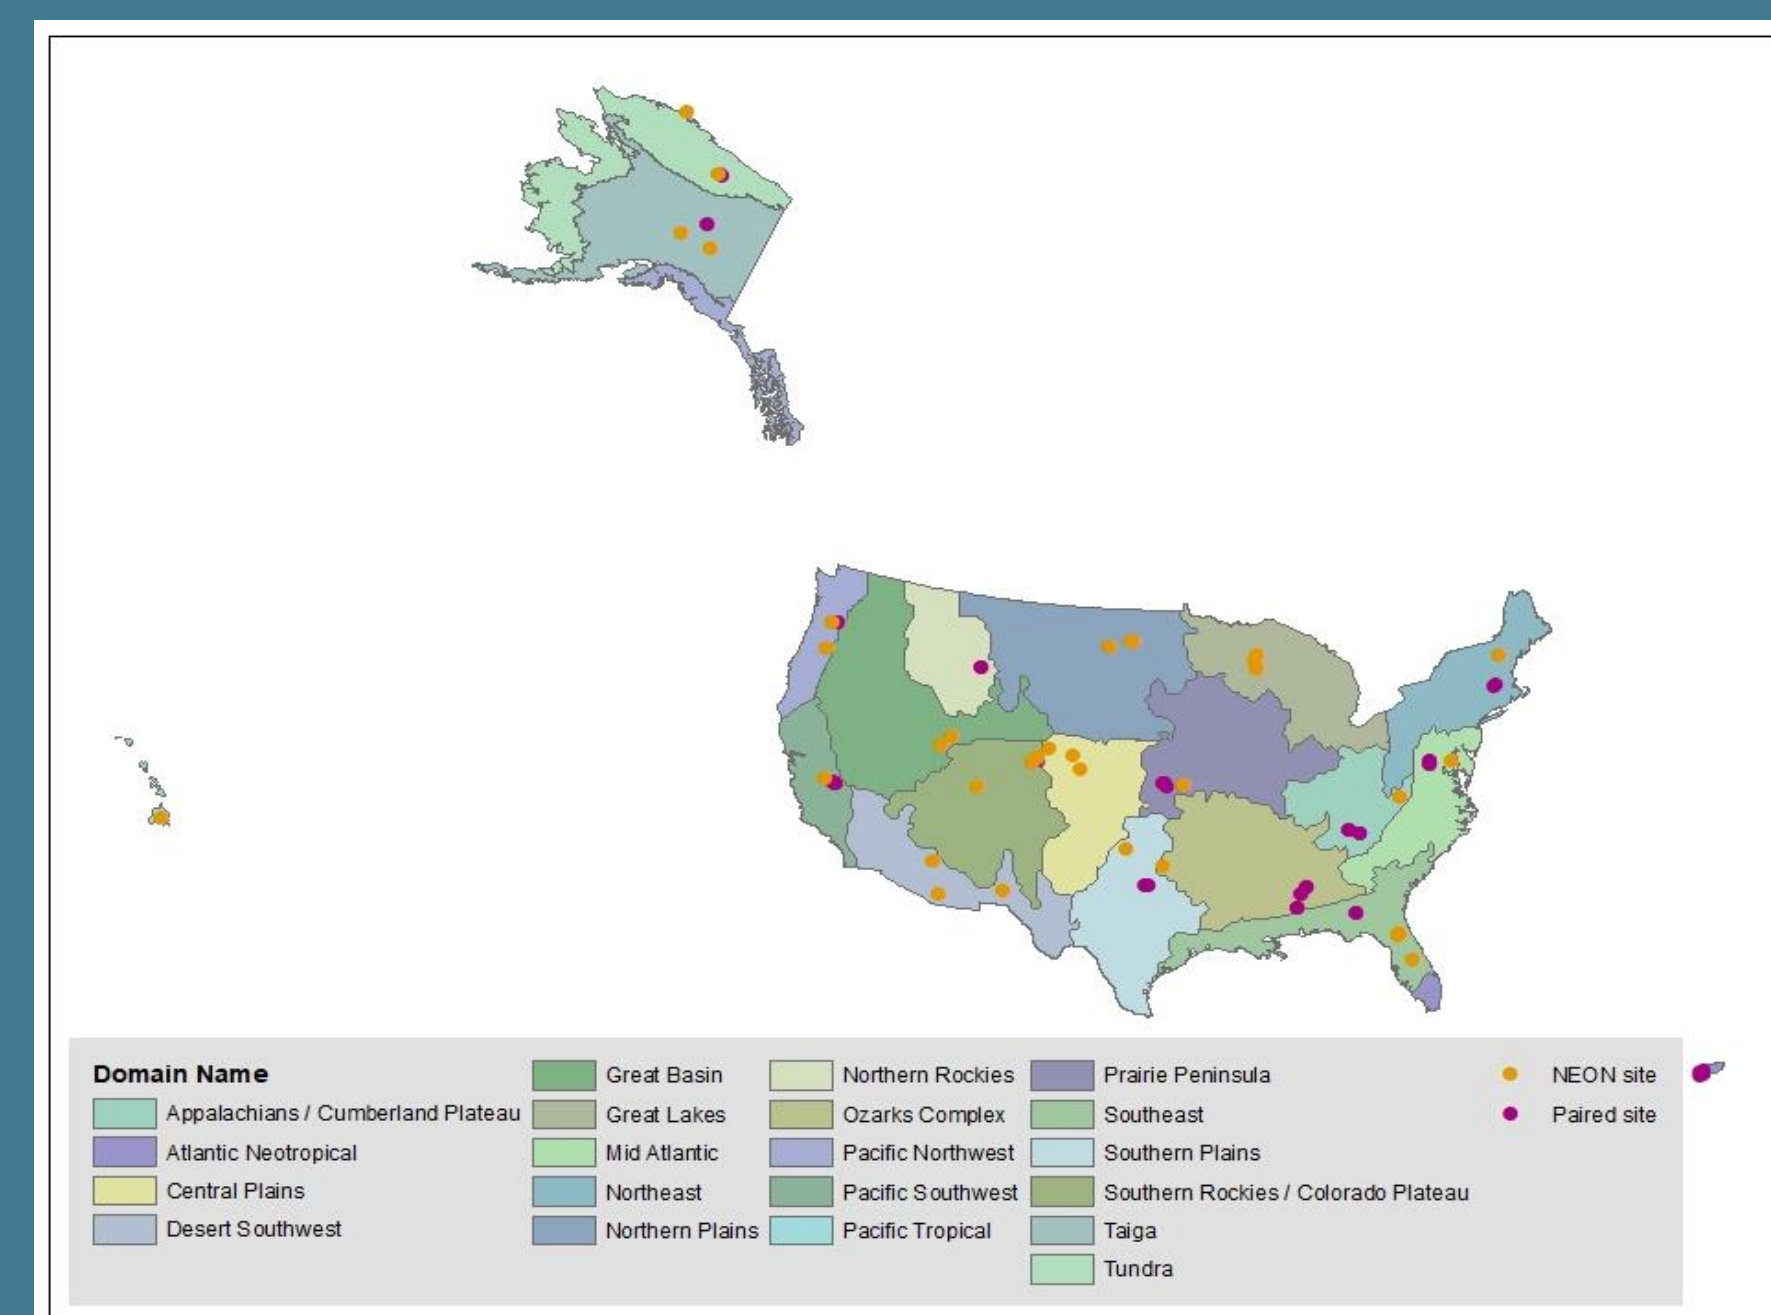 Domain Name
Appalachians / Cumberland Plateau
Atlantic Neotropical
Central Plains
Desert Southwest
Great Basin
Great Lakes
Mid Atlantic
Northeast
Northern Plains
Northern Rockies
Ozarks Complex
Pacific Northwest
Pacific Southwest
Pacific Tropical
Prairie Peninsula
Southeast
Southern Plains
Southern Rockies / Colorado Plateau
Taiga
Tundra
NEON site
Paired site